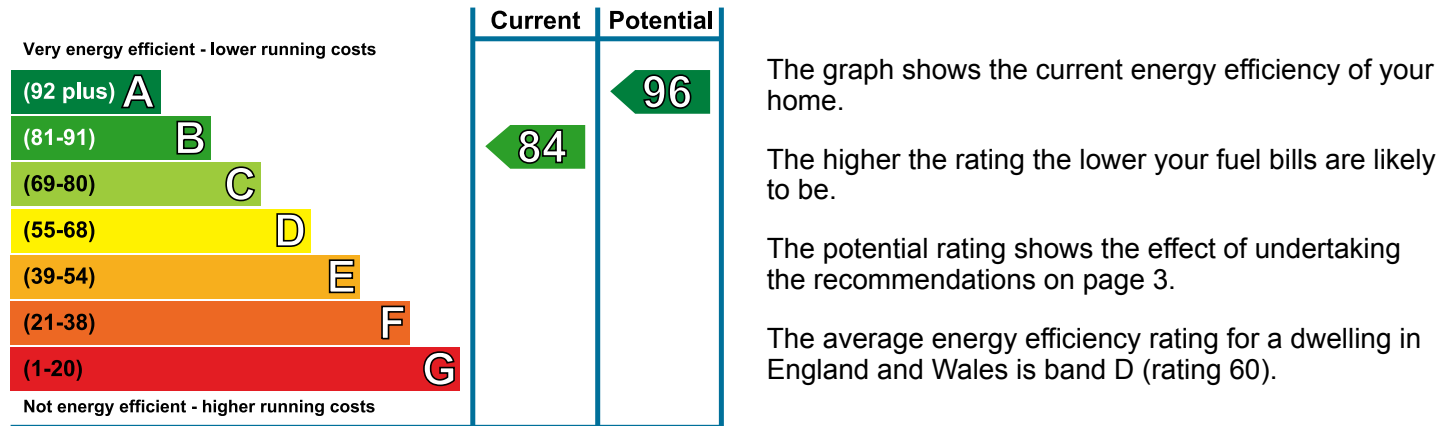 Current Potential
Very energy efficient - lower running costs
(92 plus) A
96
(81-91) B
84
(69-80) C
(55-68) D
(39-54) E
(21-38) F
(1-20) G
Not energy efficient - higher running costs
The graph shows the current energy efficiency of your
home.
The higher the rating the lower your fuel bills are likely
to be.
The potential rating shows the effect of undertaking
the recommendations on page 3.
The average energy efficiency rating for a dwelling in
England and Wales is band D (rating 60).